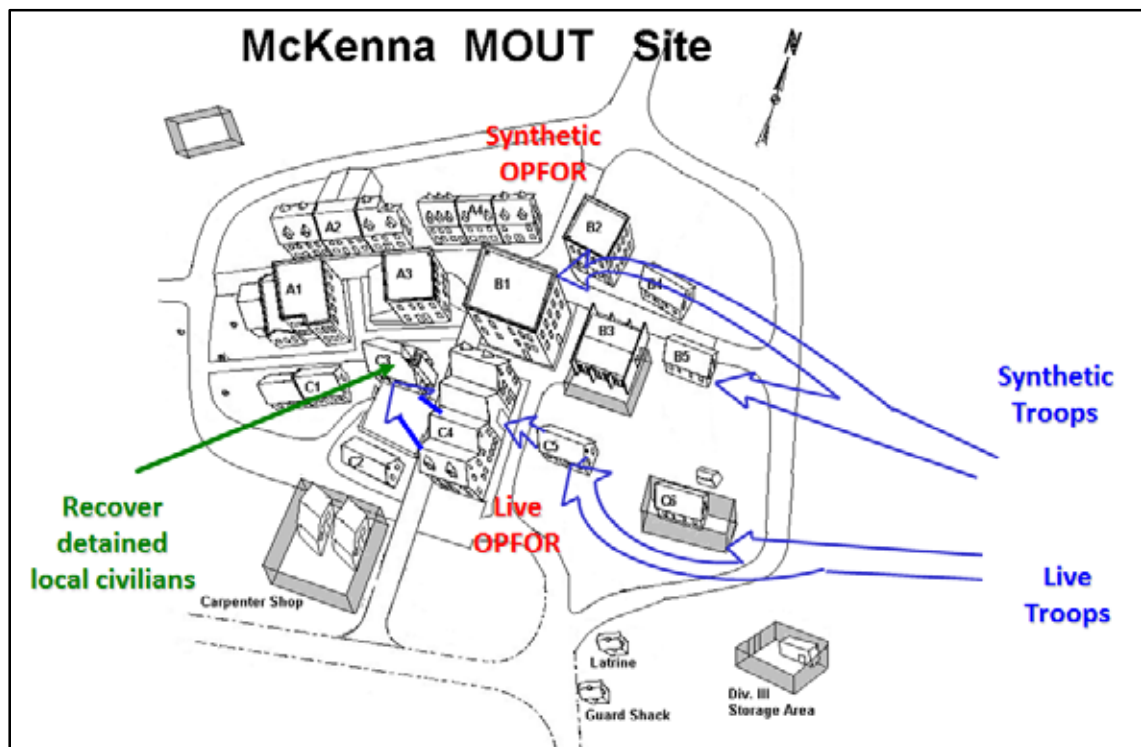 McKenna MOUT Site
N
Synthetic
OPFOR
A2
A4
B2
A1
A3
B1
B4
B3
B5
C3
C1
C4
C5
C6
Synthetic
Troops
Recover
detained
local civilians
Live
OPFOR
Live
Troops
Carpenter Shop
Latrine
Guard Shack
Div. III
Storage Area